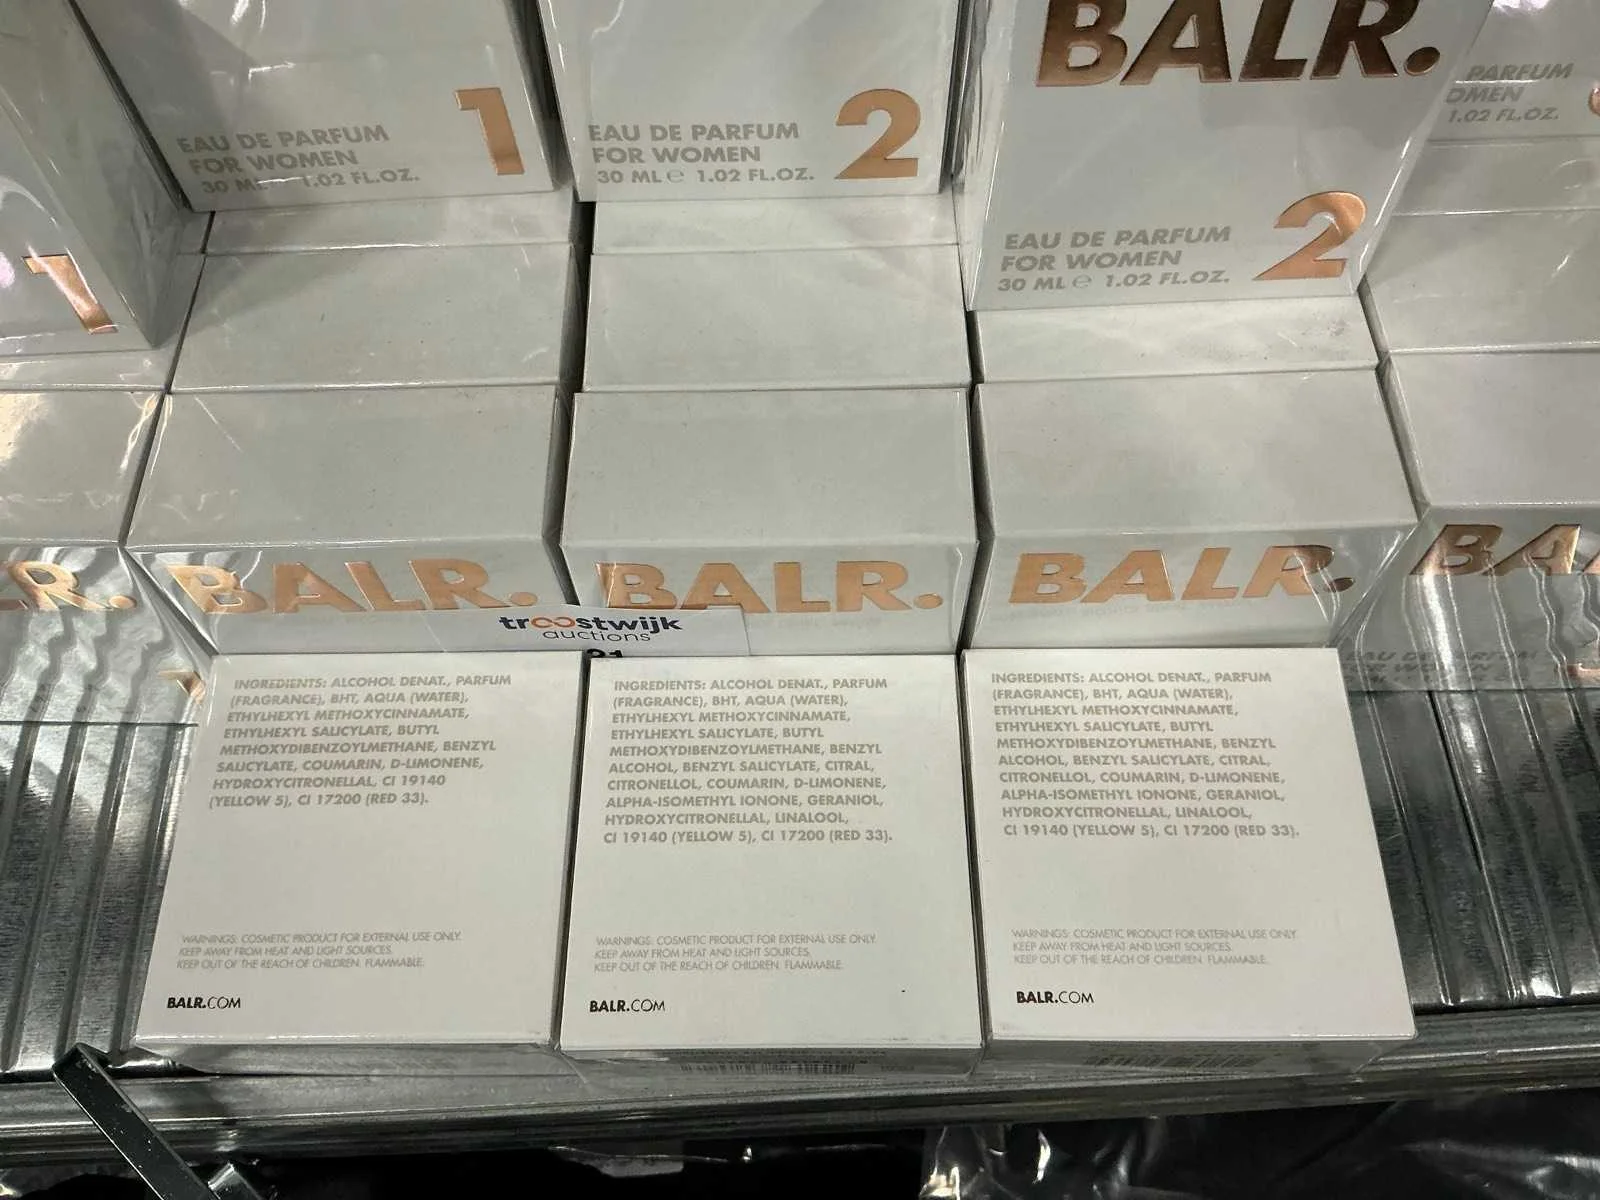 BALR.
EAU DE PARFUM
FOR WOMEN
30 ML 1.02 FL.OZ.
1
EAU DE PARFUM
FOR WOMEN
30 ML ℮ 1.02 FL.OZ.
2
EAU DE PARFUM
FOR WOMEN
30 ML ℮ 1.02 FL.OZ.
2
PARFUM
OMEN
1.02 FL.OZ.
1
R.
BALR.
BALR.
BALR.
BA
troostwijk
auctions
INGREDIENTS: ALCOHOL DENAT., PARFUM
(FRAGRANCE), BHT, AQUA (WATER),
ETHYLHEXYL METHOXYCINNAMATE,
ETHYLHEXYL SALICYLATE, BUTYL
METHOXYDIBENZOYLMETHANE, BENZYL
SALICYLATE, COUMARIN, D-LIMONENE,
HYDROXYCITRONELLAL, CI 19140
(YELLOW 5), CI 17200 (RED 33).
WARNINGS: COSMETIC PRODUCT FOR EXTERNAL USE ONLY.
KEEP AWAY FROM HEAT AND LIGHT SOURCES.
KEEP OUT OF THE REACH OF CHILDREN. FLAMMABLE.
BALR.COM
INGREDIENTS: ALCOHOL DENAT., PARFUM
(FRAGRANCE), BHT, AQUA (WATER),
ETHYLHEXYL METHOXYCINNAMATE,
ETHYLHEXYL SALICYLATE, BUTYL
METHOXYDIBENZOYLMETHANE, BENZYL
ALCOHOL, BENZYL SALICYLATE, CITRAL,
CITRONELLOL, COUMARIN, D-LIMONENE,
ALPHA-ISOMETHYL IONONE, GERANIOL,
HYDROXYCITRONELLAL, LINALOOL,
CI 19140 (YELLOW 5), CI 17200 (RED 33).
WARNINGS: COSMETIC PRODUCT FOR EXTERNAL USE ONLY.
KEEP AWAY FROM HEAT AND LIGHT SOURCES.
KEEP OUT OF THE REACH OF CHILDREN. FLAMMABLE.
BALR.COM
INGREDIENTS: ALCOHOL DENAT., PARFUM
(FRAGRANCE), BHT, AQUA (WATER),
ETHYLHEXYL METHOXYCINNAMATE,
ETHYLHEXYL SALICYLATE, BUTYL
METHOXYDIBENZOYLMETHANE, BENZYL
ALCOHOL, BENZYL SALICYLATE, CITRAL,
CITRONELLOL, COUMARIN, D-LIMONENE,
ALPHA-ISOMETHYL IONONE, GERANIOL,
HYDROXYCITRONELLAL, LINALOOL,
CI 19140 (YELLOW 5), CI 17200 (RED 33).
WARNINGS: COSMETIC PRODUCT FOR EXTERNAL USE ONLY.
KEEP AWAY FROM HEAT AND LIGHT SOURCES.
KEEP OUT OF THE REACH OF CHILDREN. FLAMMABLE.
BALR.COM